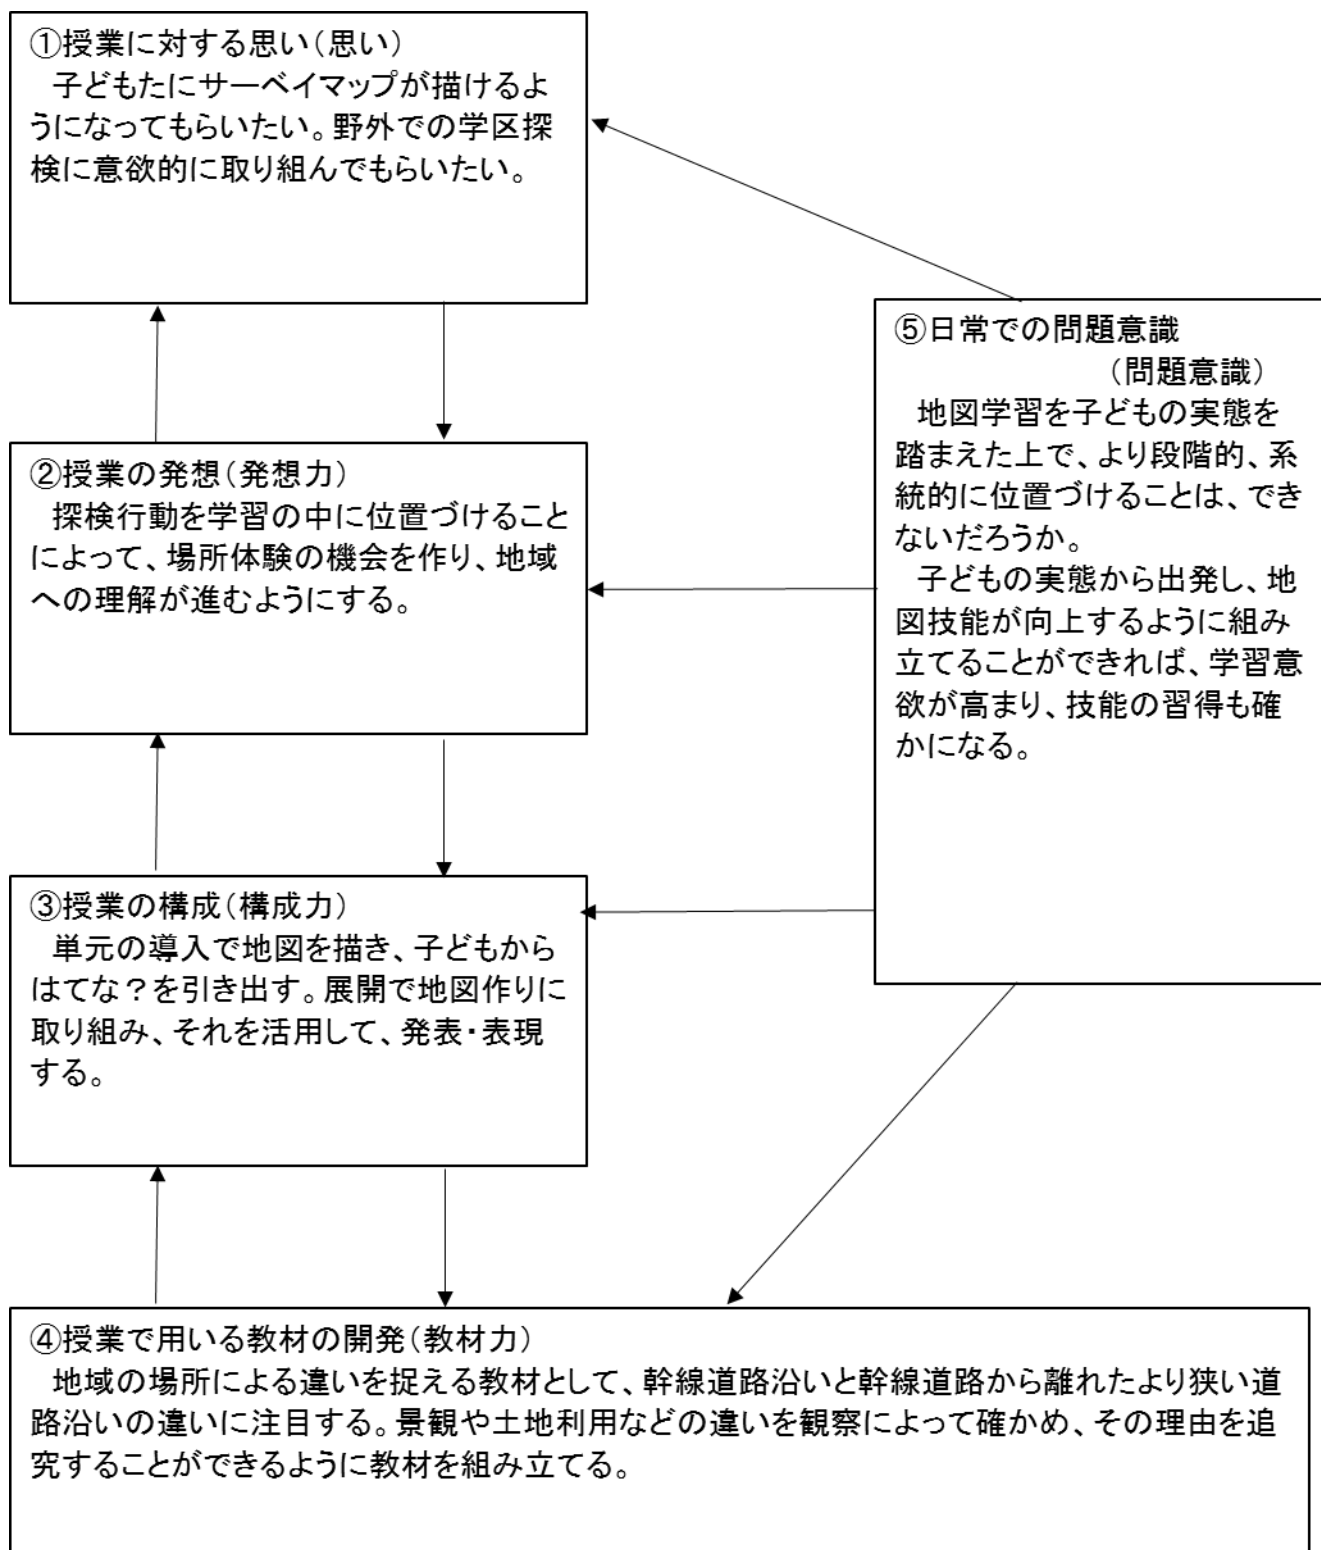 ①授業に対する思い(思い)
子どもたにサーベイマップが描けるよ
うになってもらいたい。野外での学区探
検に意欲的に取り組んでもらいたい。
②授業の発想(発想力)
探検行動を学習の中に位置づけること
によって、場所体験の機会を作り、地域
への理解が進むようにする。
③授業の構成(構成力)
単元の導入で地図を描き、子どもから
はてな?を引き出す。展開で地図作りに
取り組み、それを活用して、発表・表現
する。
④授業で用いる教材の開発(教材力)
地域の場所による違いを捉える教材として、幹線道路沿いと幹線道路から離れたより狭い道
路沿いの違いに注目する。景観や土地利用などの違いを観察によって確かめ、その理由を追
究することができるように教材を組み立てる。
⑤日常での問題意識
(問題意識)
地図学習を子どもの実態を
踏まえた上で、より段階的、系
統的に位置づけることは、でき
ないだろうか。
子どもの実態から出発し、地
図技能が向上するように組み
立てることができれば、学習意
欲が高まり、技能の習得も確
かになる。